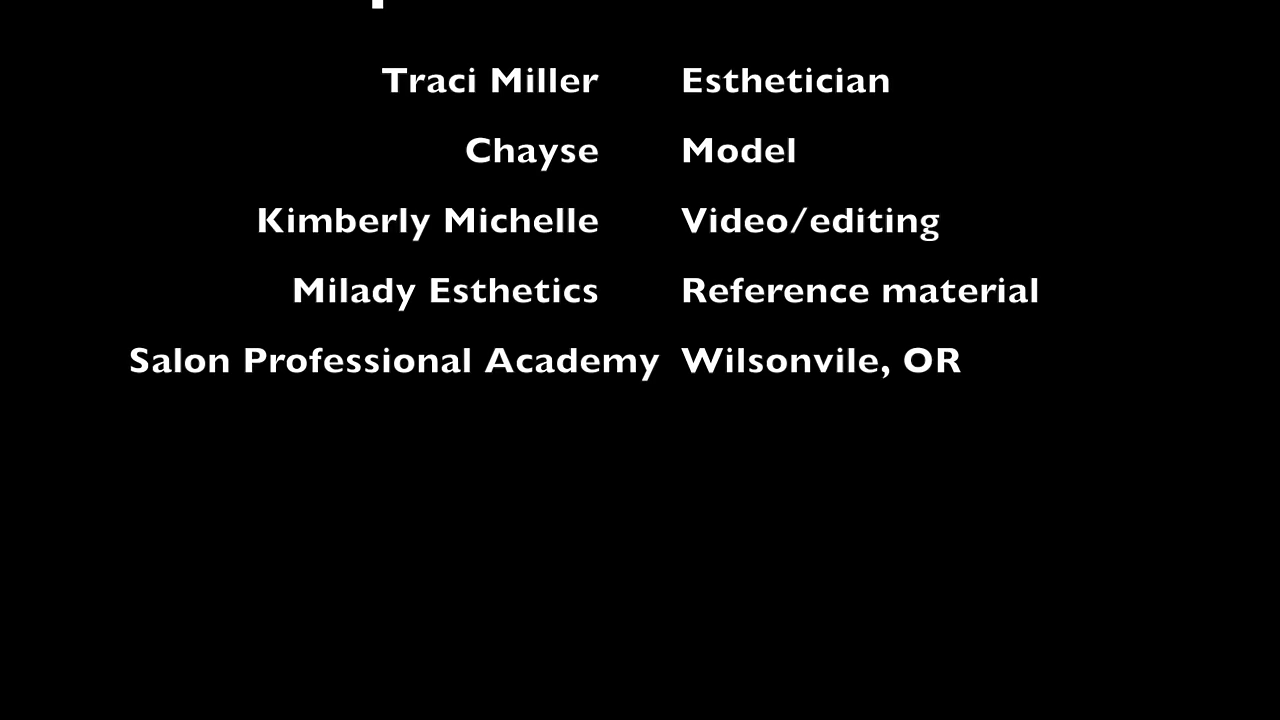 Traci Miller Esthetician
Chayse Model
Kimberly Michelle Video/editing
Milady Esthetics Reference material
Salon Professional Academy Wilsonvile, OR